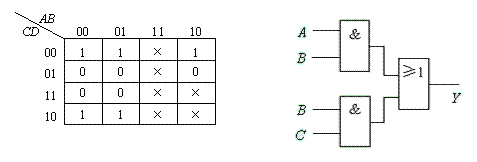 AB
CD
00 01 11 10
00 1 1 × 1
01 0 0 × 0
11 0 0 × ×
10 1 1 × ×
A
&
B
≥1
Y
B
&
C